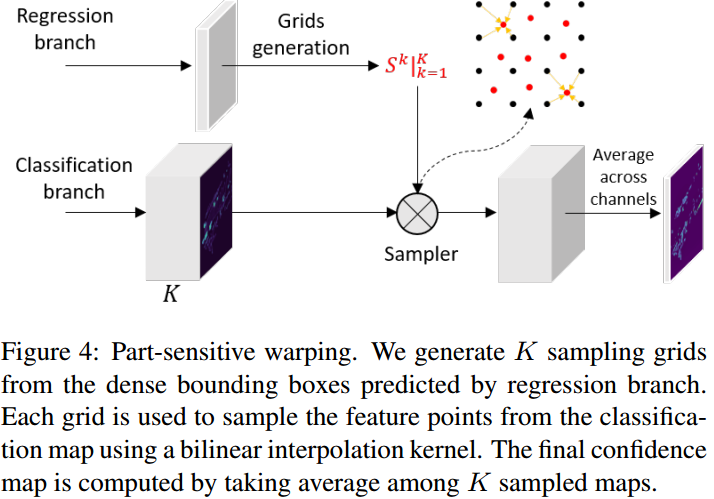 Regression
branch
Grids
generation
S^k|_{k=1}^K
Classification
branch
Average
across
channels
Sampler
K
Figure 4: Part-sensitive warping. We generate K sampling grids
from the dense bounding boxes predicted by regression branch.
Each grid is used to sample the feature points from the classifica-
tion map using a bilinear interpolation kernel. The final confidence
map is computed by taking average among K sampled maps.